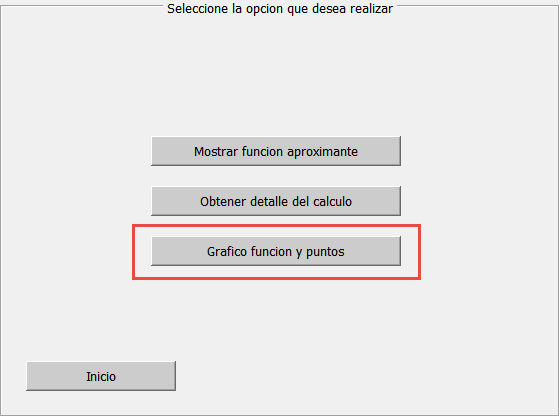 Seleccione la opcion que desea realizar
Mostrar funcion aproximante
Obtener detalle del calculo
Grafico funcion y puntos
Inicio